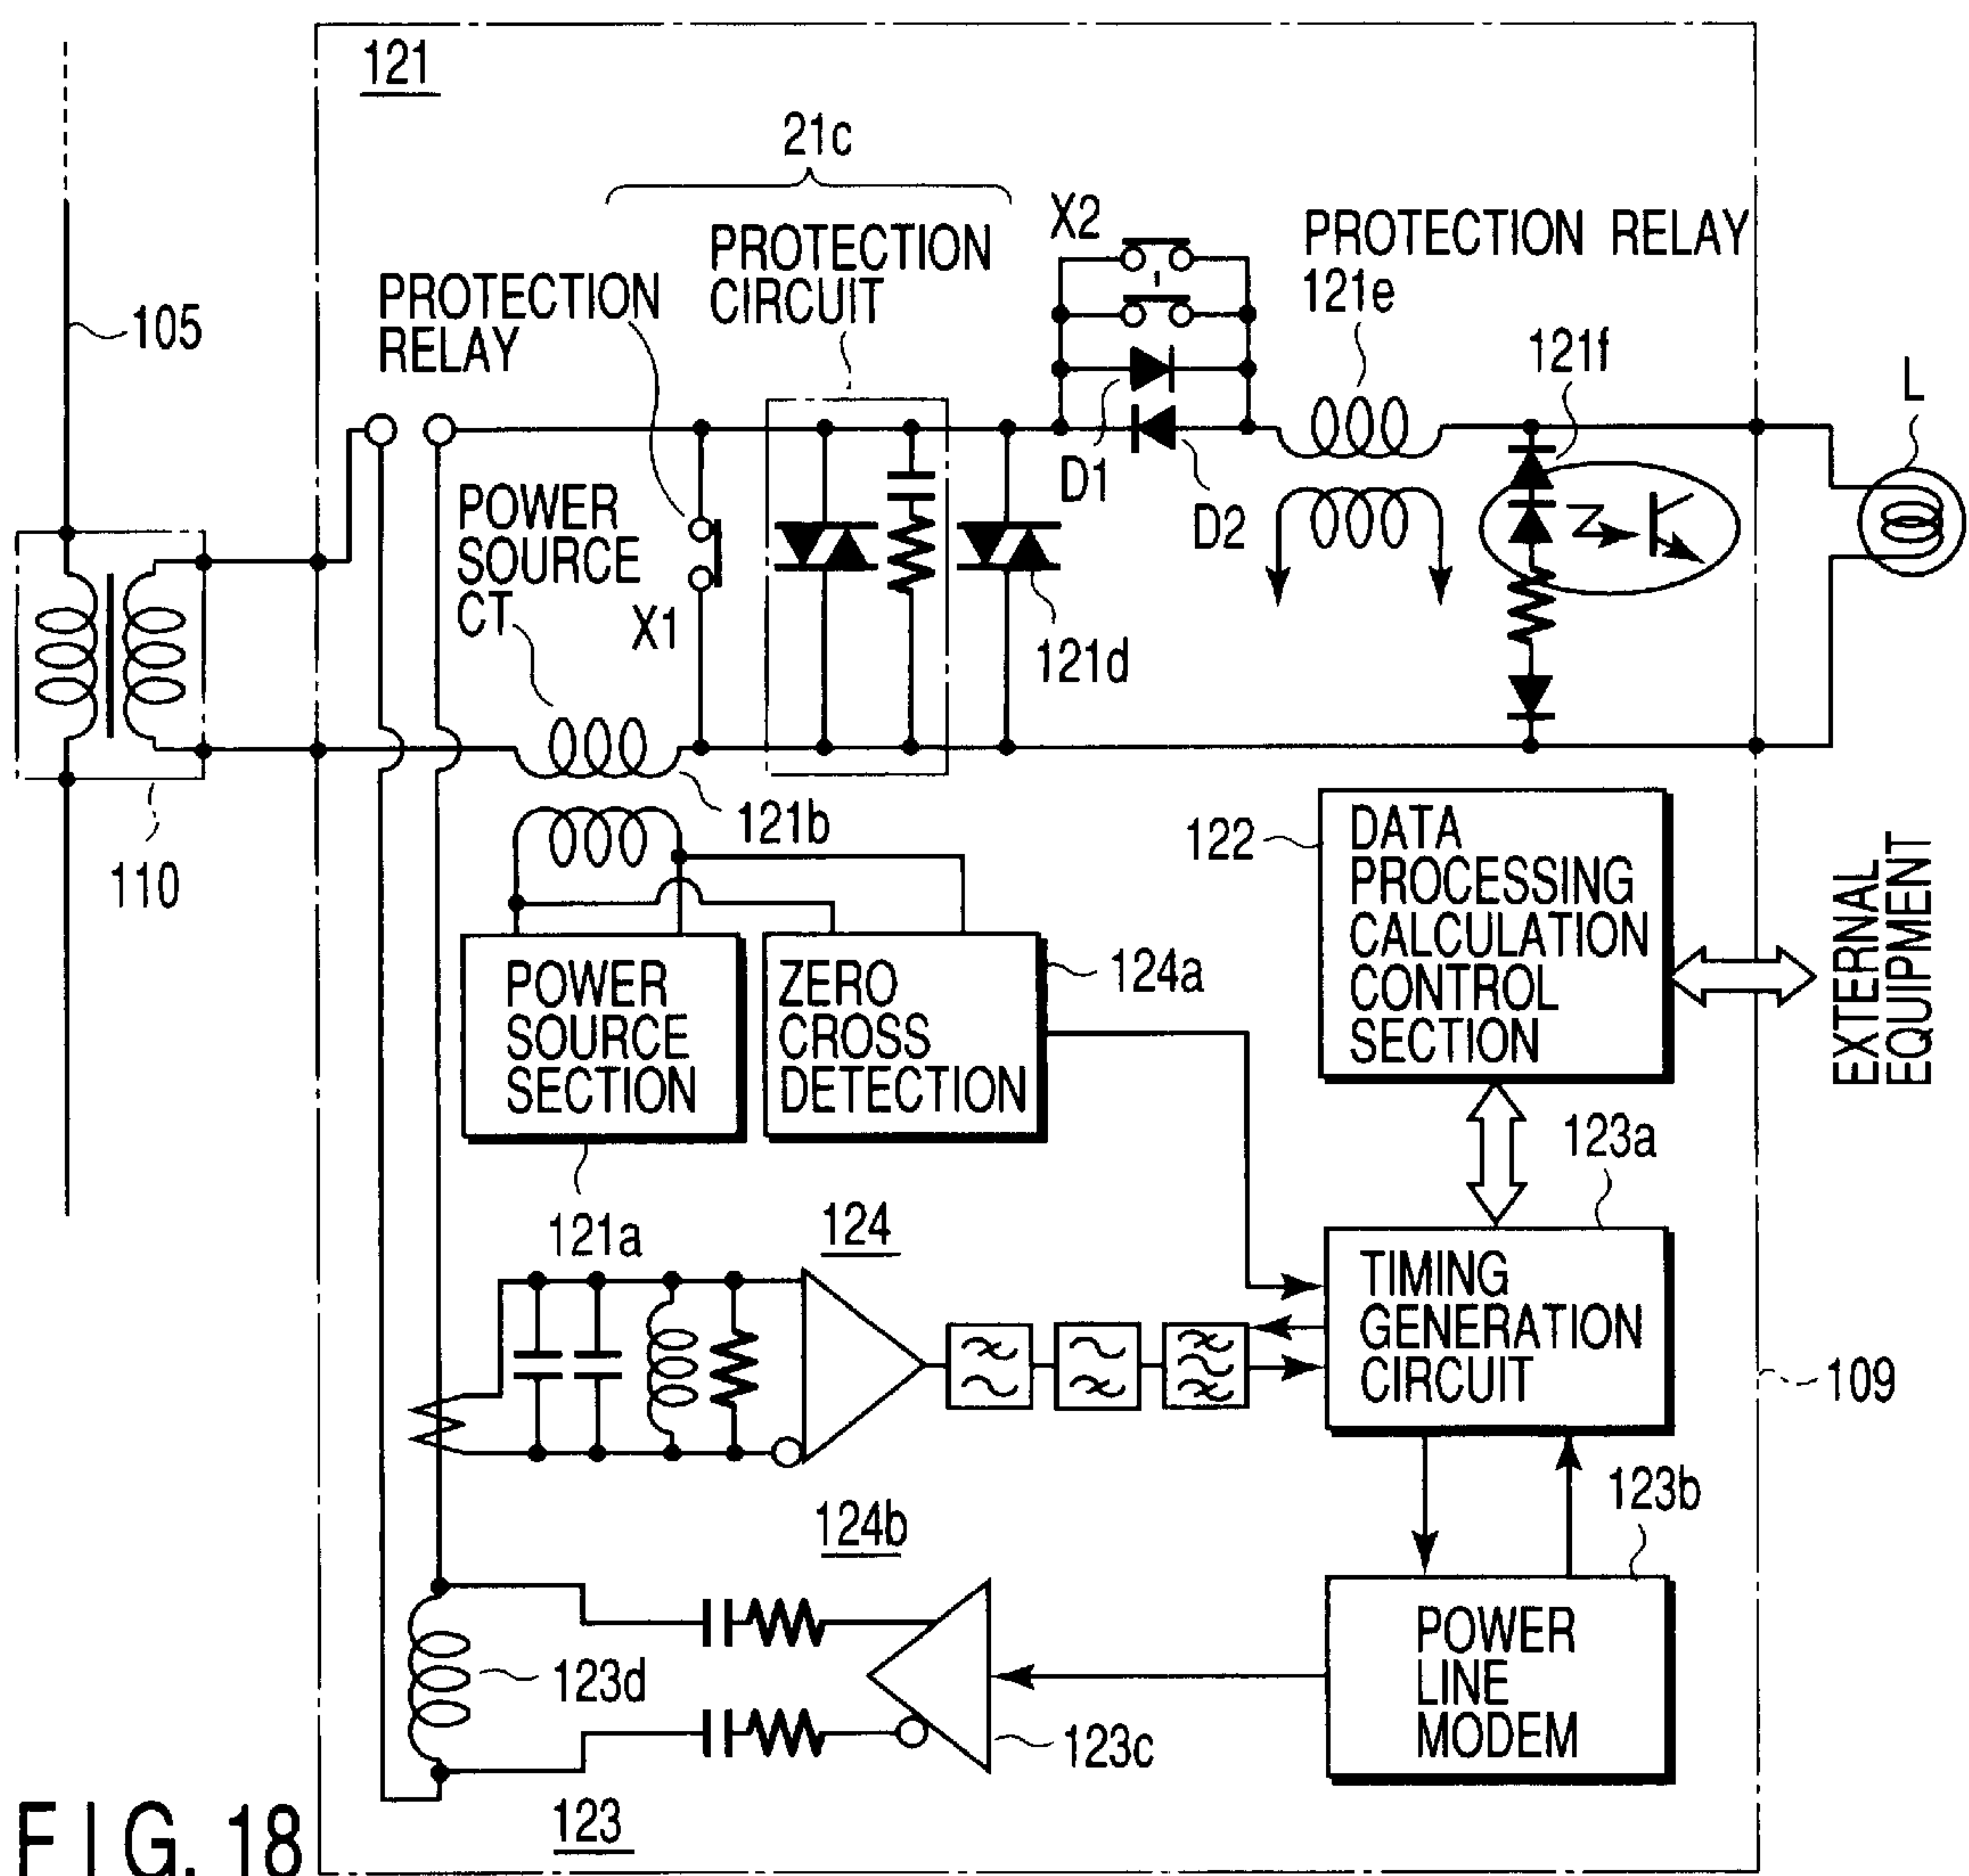 121
21c
X2
PROTECTION RELAY
121e
PROTECTION
CIRCUIT
PROTECTION
RELAY
105
121f
L
D1
D2
POWER
SOURCE
CT
X1
121d
121b
110
122
DATA
PROCESSING
CALCULATION
CONTROL
SECTION
EXTERNAL
EQUIPMENT
POWER
SOURCE
SECTION
ZERO
CROSS
DETECTION
124a
123a
121a
124
TIMING
GENERATION
CIRCUIT
109
123b
124b
POWER
LINE
MODEM
123d
123c
123
FIG. 18